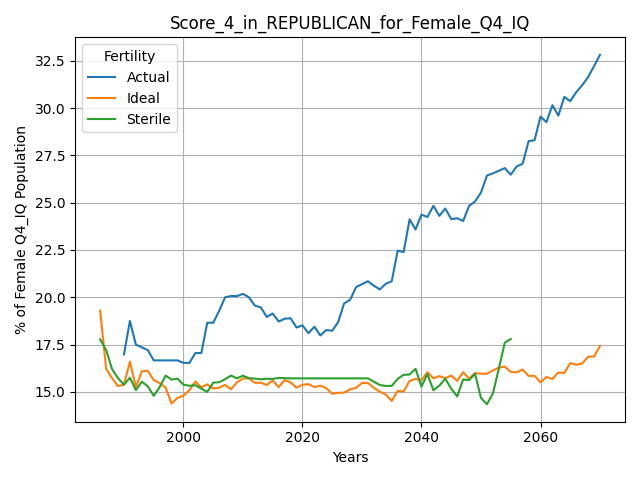 Score_4_in_REPUBLICAN_for_Female_Q4_IQ
Fertility
Actual
Ideal
Sterile
% of Female Q4_IQ Population
32.5
30.0
27.5
25.0
22.5
20.0
17.5
15.0
2000
2020
2040
2060
Years